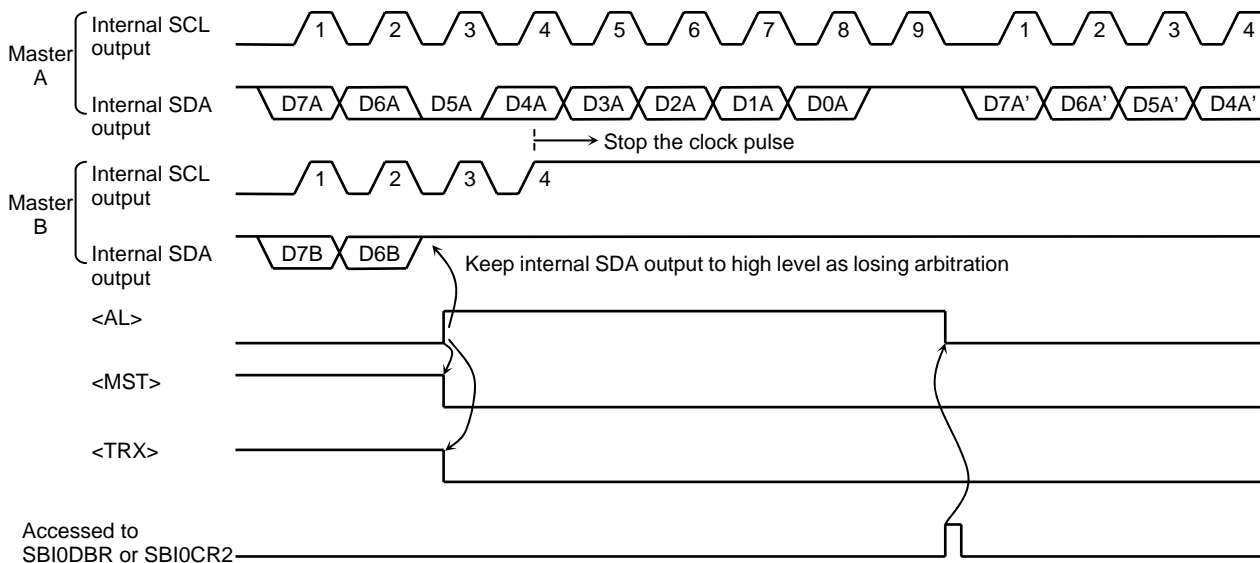 Master
A
Internal SCL
output
1 2 3 4 5 6 7 8 9 1 2 3 4
Internal SDA
output
D7A D6A D5A D4A D3A D2A D1A D0A D7A’ D6A’ D5A’ D4A’
Stop the clock pulse
Master
B
Internal SCL
output
1 2 3 4
Internal SDA
output
D7B D6B
Keep internal SDA output to high level as losing arbitration
<AL>
<MST>
<TRX>
Accessed to
SBI0DBR or SBI0CR2